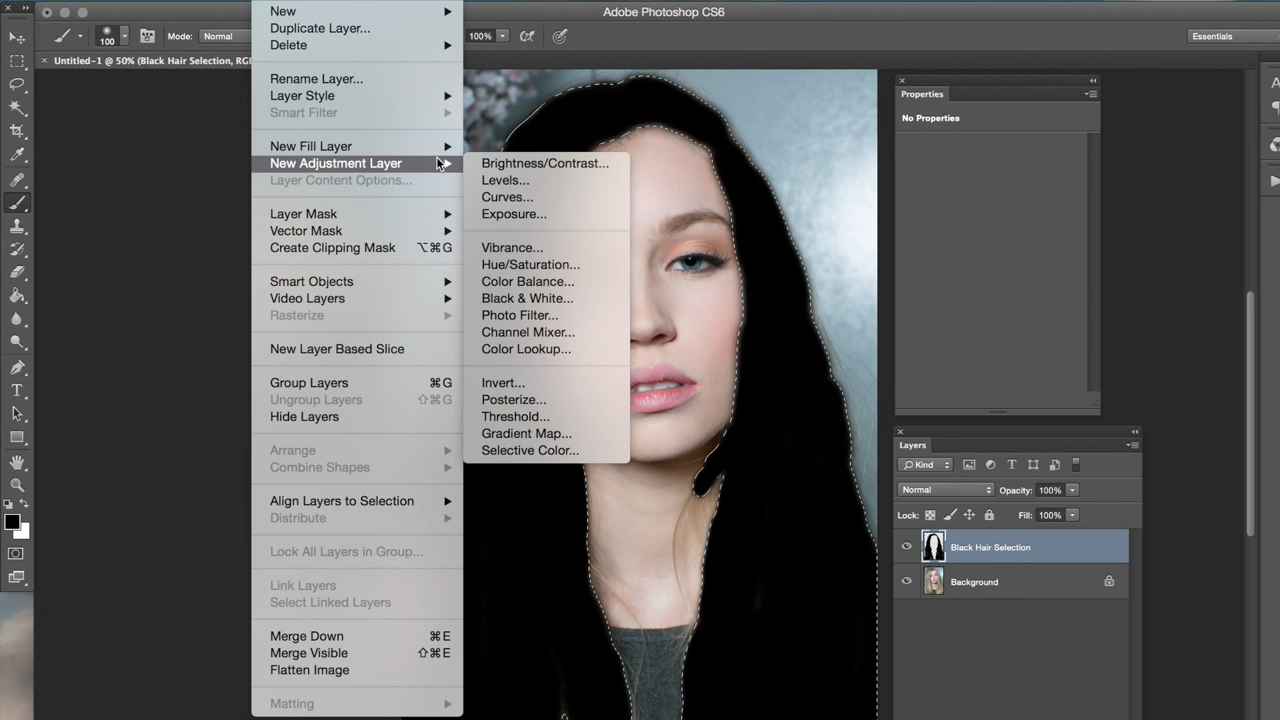 Adobe Photoshop CS6
100
Mode:
Normal
100%
Essentials
Untitled-1 @ 50% (Black Hair Selection, RG
New
Duplicate Layer...
Delete
Rename Layer...
Layer Style
Smart Filter
New Fill Layer
New Adjustment Layer
Layer Content Options...
Layer Mask
Vector Mask
Create Clipping Mask ⌥⌘G
Smart Objects
Video Layers
Rasterize
New Layer Based Slice
Group Layers ⌘G
Ungroup Layers ⇧⌘G
Hide Layers
Arrange
Combine Shapes
Align Layers to Selection
Distribute
Lock All Layers in Group...
Link Layers
Select Linked Layers
Merge Down ⌘E
Merge Visible ⇧⌘E
Flatten Image
Matting
Brightness/Contrast...
Levels...
Curves...
Exposure...
Vibrance...
Hue/Saturation...
Color Balance...
Black & White...
Photo Filter...
Channel Mixer...
Color Lookup...
Invert...
Posterize...
Threshold...
Gradient Map...
Selective Color...
Properties
No Properties
Layers
Kind
Normal
Opacity: 100%
Lock:
Fill: 100%
Black Hair Selection
Background